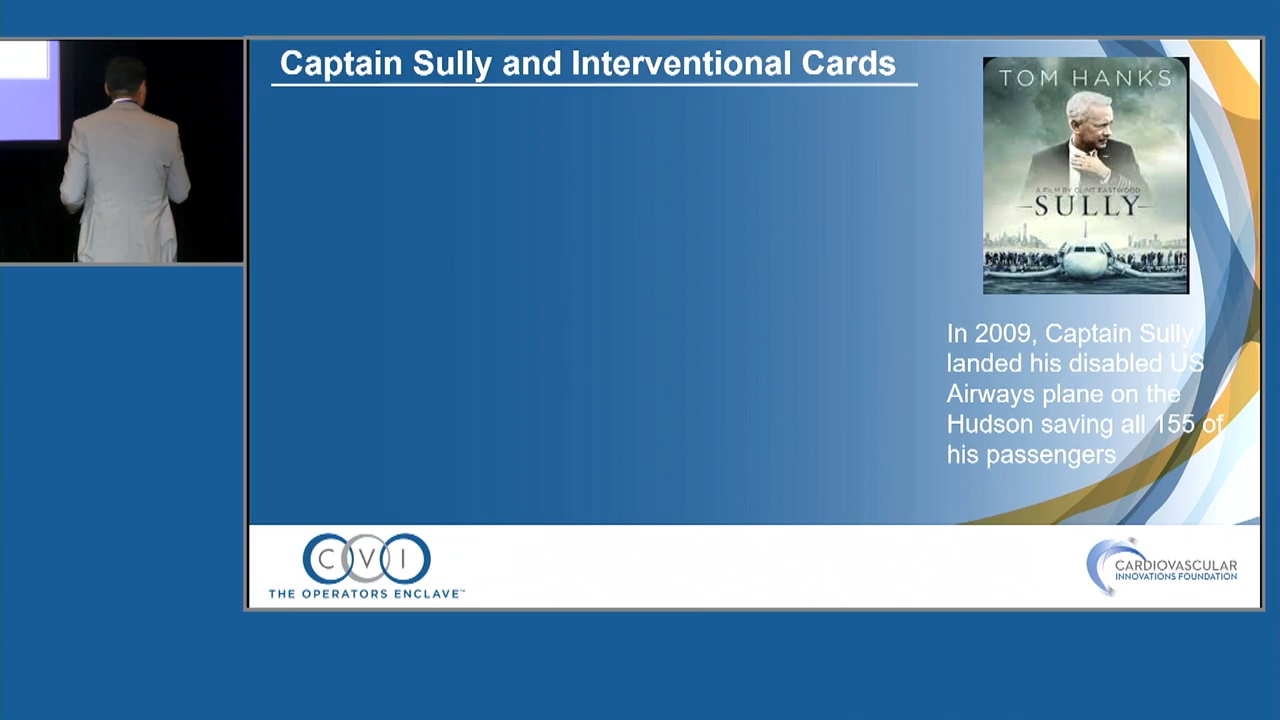 Captain Sully and Interventional Cards
TOM HANKS
A FILM BY CLINT EASTWOOD
SULLY
In 2009, Captain Sully
landed his disabled US
Airways plane on the
Hudson saving all 155 of
his passengers
CVI
THE OPERATORS ENCLAVE™
CARDIOVASCULAR
INNOVATIONS FOUNDATION